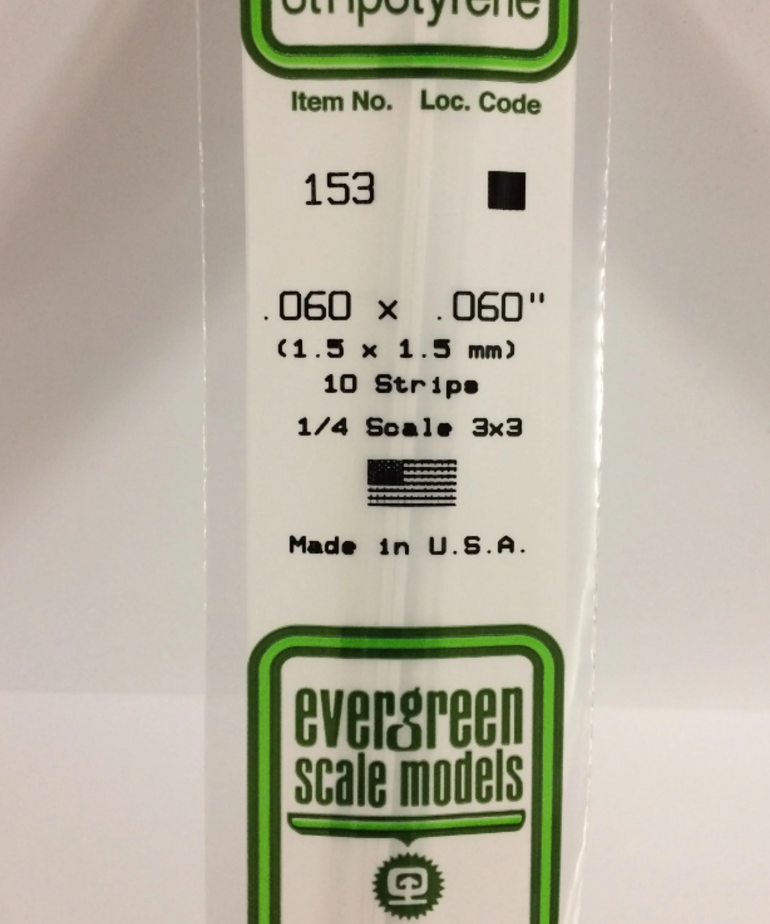 Item No. Loc. Code
153
.060 x .060"
(1.5 x 1.5 mm)
10 Strips
1/4 Scale 3x3
Made in U.S.A.
evergreen
scale models